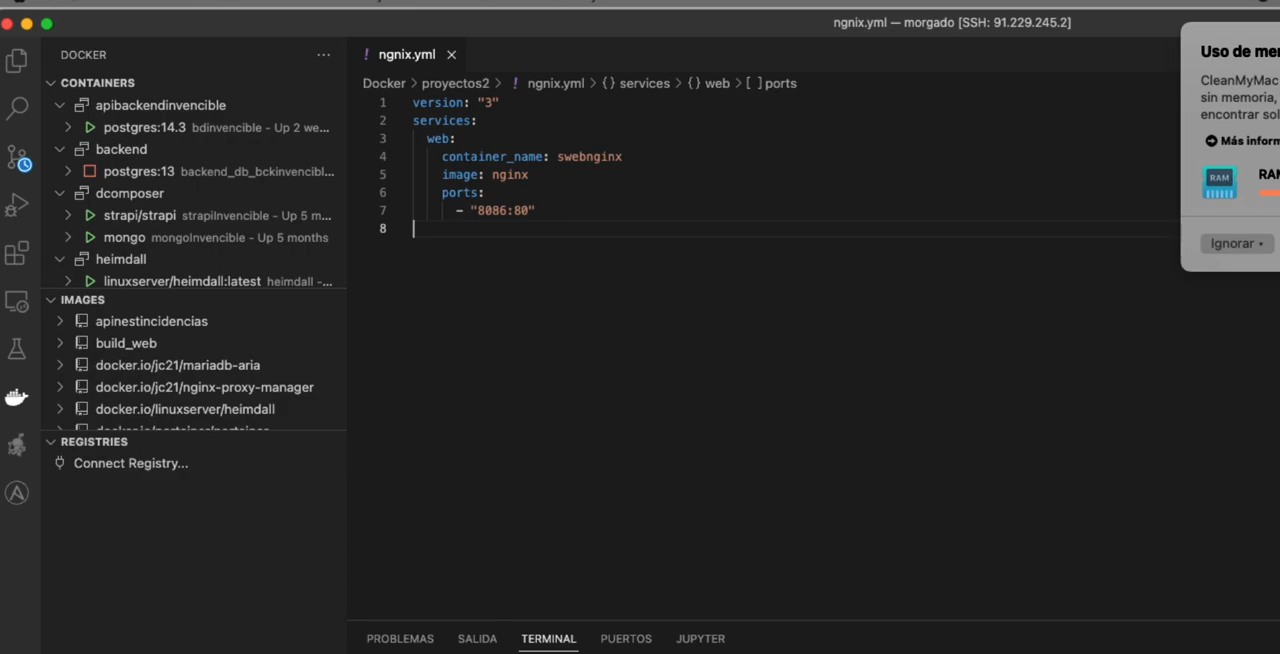 ngnix.yml — morgado [SSH: 91.229.245.2]
DOCKER
CONTAINERS
apibackendinvencible
postgres:14.3 bdinvencible - Up 2 we...
backend
postgres:13 backend_db_bckinvencibl...
dcomposer
strapi/strapi strapiInvencible - Up 5 m...
mongo mongoInvencible - Up 5 months
heimdall
linuxserver/heimdall:latest heimdall -...
IMAGES
apinestincidencias
build_web
docker.io/jc21/mariadb-aria
docker.io/jc21/nginx-proxy-manager
docker.io/linuxserver/heimdall
REGISTRIES
Connect Registry...
! ngnix.yml
Docker > proyectos2 > ! ngnix.yml > {} services > {} web > [ ] ports
1 version: "3"
2 services:
3 web:
4 container_name: swebnginx
5 image: nginx
6 ports:
7 - "8086:80"
8
PROBLEMAS SALIDA TERMINAL PUERTOS JUPYTER
Uso de
CleanMyMac
sin memoria,
encontrar
Más
RAM
Ignorar